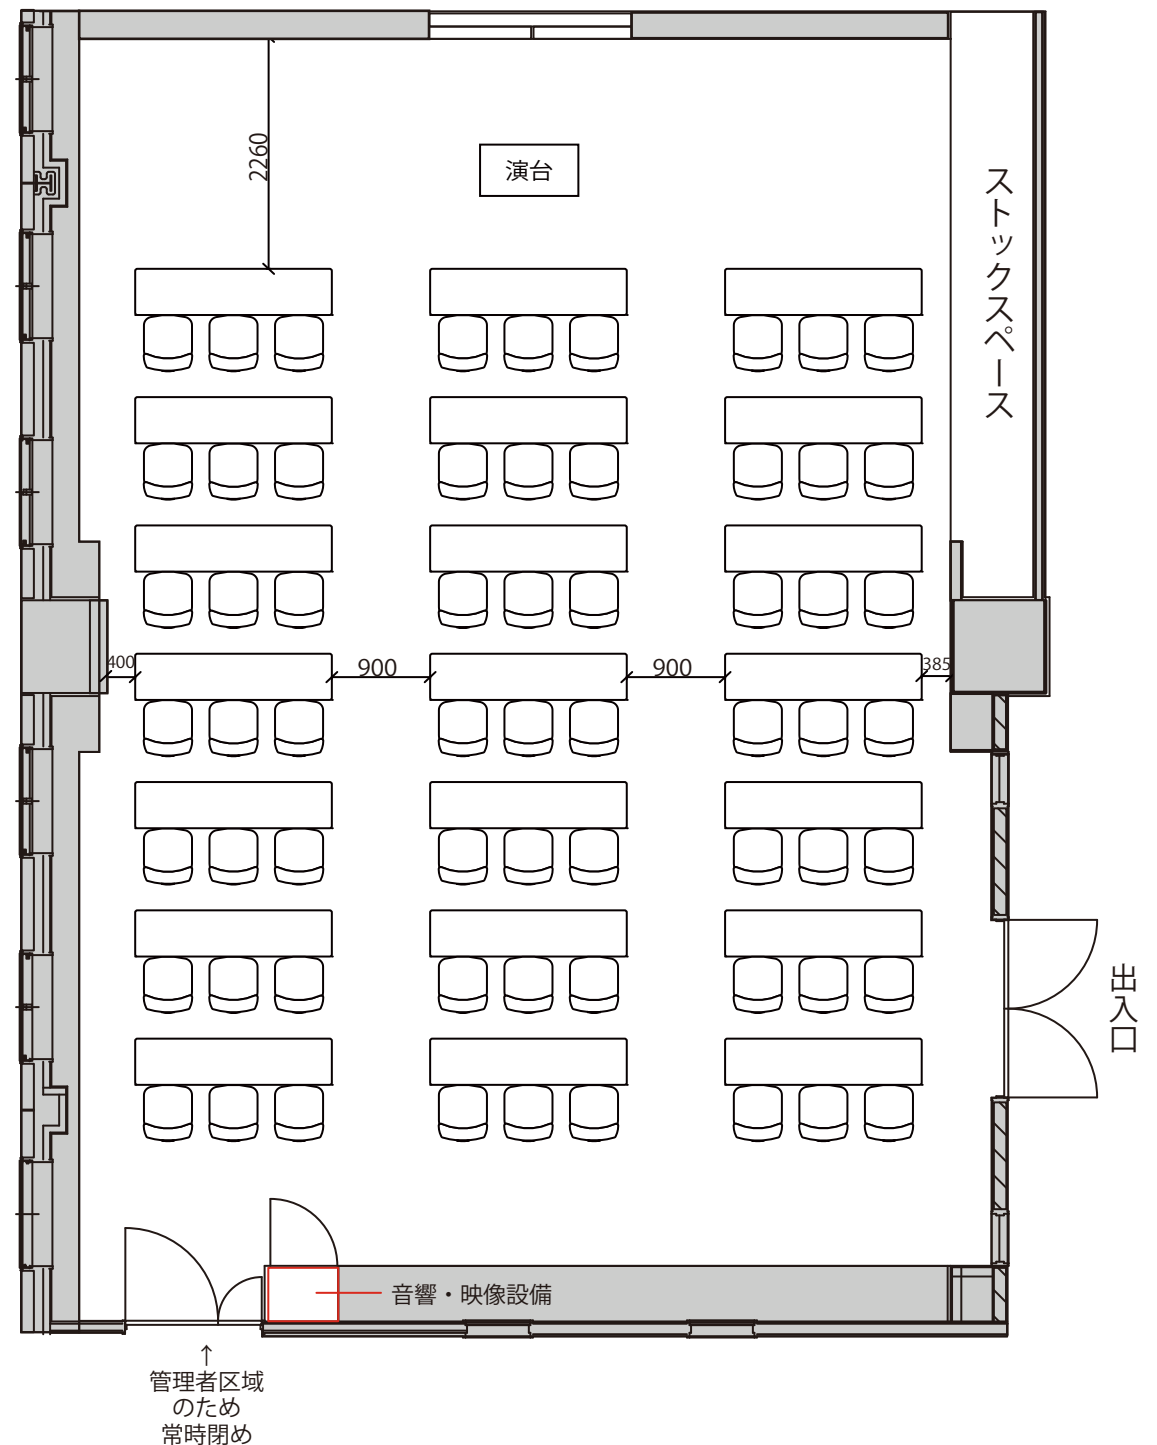 2260
演台
ストックスペース
400
900
900
385
出入口
音響・映像設備
↑
管理者区域
のため
常時閉め